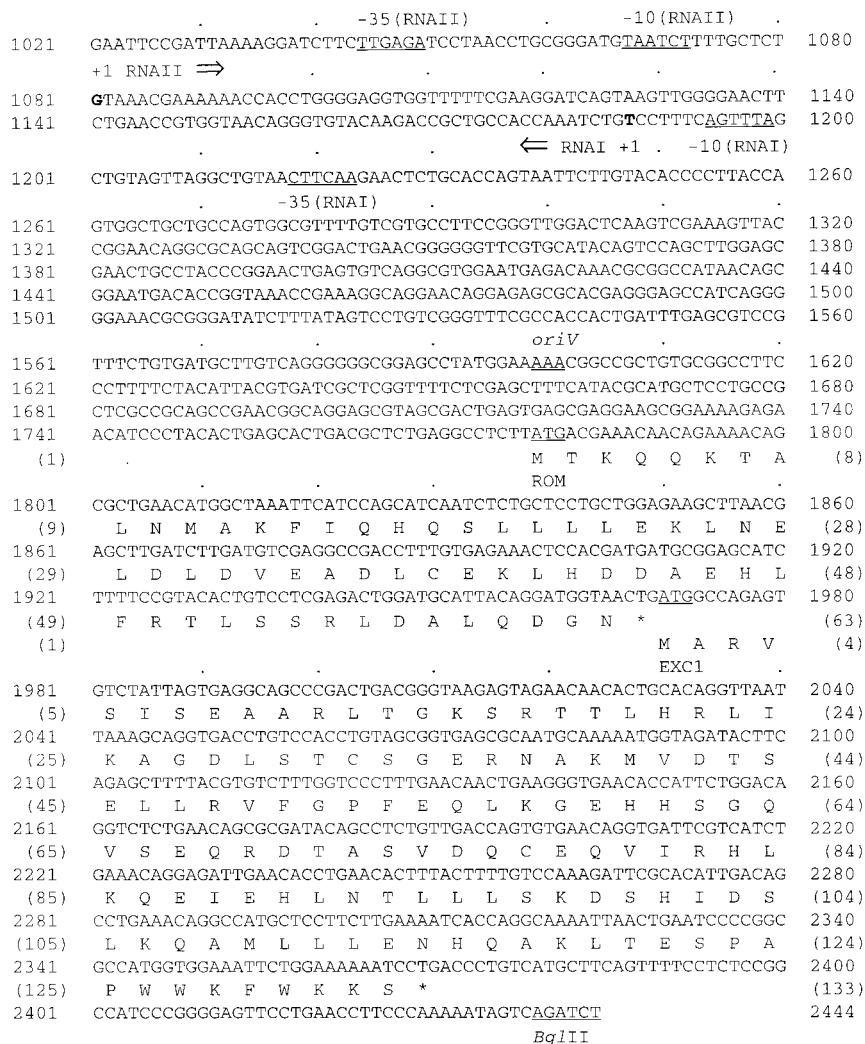 -35(RNAII) -10(RNAII)
1021 GAATTCCGATTAAAAGGATCTTCTTGAGATCCTAACCTGCGGGATGTAATCTTTTGCTCT 1080
+1 RNAII ⇒
1081 GTAAACGAAAAAACCACCTGGGGAGGTGGTTTTTCGAAGGATCAGTAAGTTGGGGAACTT 1140
1141 CTGAACCGTGGTAACAGGGTGTACAAGACCGCTGCCACCAAATCTGTCCTTTCAGTTTAG 1200
⇐ RNAI +1 . -10(RNAI)
1201 CTGTAGTTAGGCTGTAACTTCAAGAACTCTGCACCAGTAATTCTTGTACACCCCTTACCA 1260
-35(RNAI)
1261 GTGGCTGCTGCCAGTGGCGTTTTGTCGTGCCTTCCGGGTTGGACTCAAGTCGAAAGTTAC 1320
1321 CGGAACAGGCGCAGCAGTCGGACTGAACGGGGGGTTCGTGCATACAGTCCAGCTTGGAGC 1380
1381 GAACTGCCTACCCGGAACTGAGTGTCAGGCGTGGAATGAGACAAACGCGGCCATAACAGC 1440
1441 GGAATGACACCGGTAAACCGAAAGGCAGGAACAGGAGAGCGCACGAGGGAGCCATCAGGG 1500
1501 GGAAACGCGGGATATCTTTATAGTCCTGTCGGGTTTCGCCACCACTGATTTGAGCGTCCG 1560
oriV
1561 TTTCTGTGATGCTTGTCAGGGGGGCGGAGCCTATGGAAAAACGGCCGCTGTGCGGCCTTC 1620
1621 CCTTTTCTACATTACGTGATCGCTCGGTTTTCTCGAGCTTTCATACGCATGCTCCTGCCG 1680
1681 CTCGCCGCAGCCGAACGGCAGGAGCGTAGCGACTGAGTGAGCGAGGAAGCGGAAAAGAGA 1740
1741 ACATCCCTACACTGAGCACTGACGCTCTGAGGCCTCTTATGACGAAACAACAGAAAACAG 1800
(1) M T K Q Q K T A (8)
ROM
1801 CGCTGAACATGGCTAAATTCATCCAGCATCAATCTCTGCTCCTGCTGGAGAAGCTTAACG 1860
(9) L N M A K F I Q H Q S L L L L E K L N E (28)
1861 AGCTTGATCTTGATGTCGAGGCCGACCTTTGTGAGAAACTCCACGATGATGCGGAGCATC 1920
(29) L D L D V E A D L C E K L H D D A E H L (48)
1921 TTTTCCGTACACTGTCCTCGAGACTGGATGCATTACAGGATGGTAACTGATGGCCAGAGT 1980
(49) F R T L S S R L D A L Q D G N * (63)
(1) M A R V (4)
EXC1
1981 GTCTATTAGTGAGGCAGCCCGACTGACGGGTAAGAGTAGAACAACACTGCACAGGTTAAT 2040
(5) S I S E A A R L T G K S R T T L H R L I (24)
2041 TAAAGCAGGTGACCTGTCCACCTGTAGCGGTGAGCGCAATGCAAAAATGGTAGATACTTC 2100
(25) K A G D L S T C S G E R N A K M V D T S (44)
2101 AGAGCTTTTACGTGTCTTTGGTCCCTTTGAACAACTGAAGGGTGAACACCATTCTGGACA 2160
(45) E L L R V F G P F E Q L K G E H H S G Q (64)
2161 GGTCTCTGAACAGCGCGATACAGCCTCTGTTGACCAGTGTGAACAGGTGATTCGTCATCT 2220
(65) V S E Q R D T A S V D Q C E Q V I R H L (84)
2221 GAAACAGGAGATTGAACACCTGAACACTTTACTTTTGTCCAAAGATTCGCACATTGACAG 2280
(85) K Q E I E H L N T L L L S K D S H I D S (104)
2281 CCTGAAACAGGCCATGCTCCTTCTTGAAAATCACCAGGCAAAATTAACTGAATCCCCGGC 2340
(105) L K Q A M L L L E N H Q A K L T E S P A (124)
2341 GCCATGGTGGAAATTCTGGAAAAAATCCTGACCCTGTCATGCTTCAGTTTTCCTCTCCGG 2400
(125) P W W K F W K K S * (133)
2401 CCATCCCGGGGAGTTCCTGAACCTTCCCAAAAATAGTCAGATCT 2444
BglII